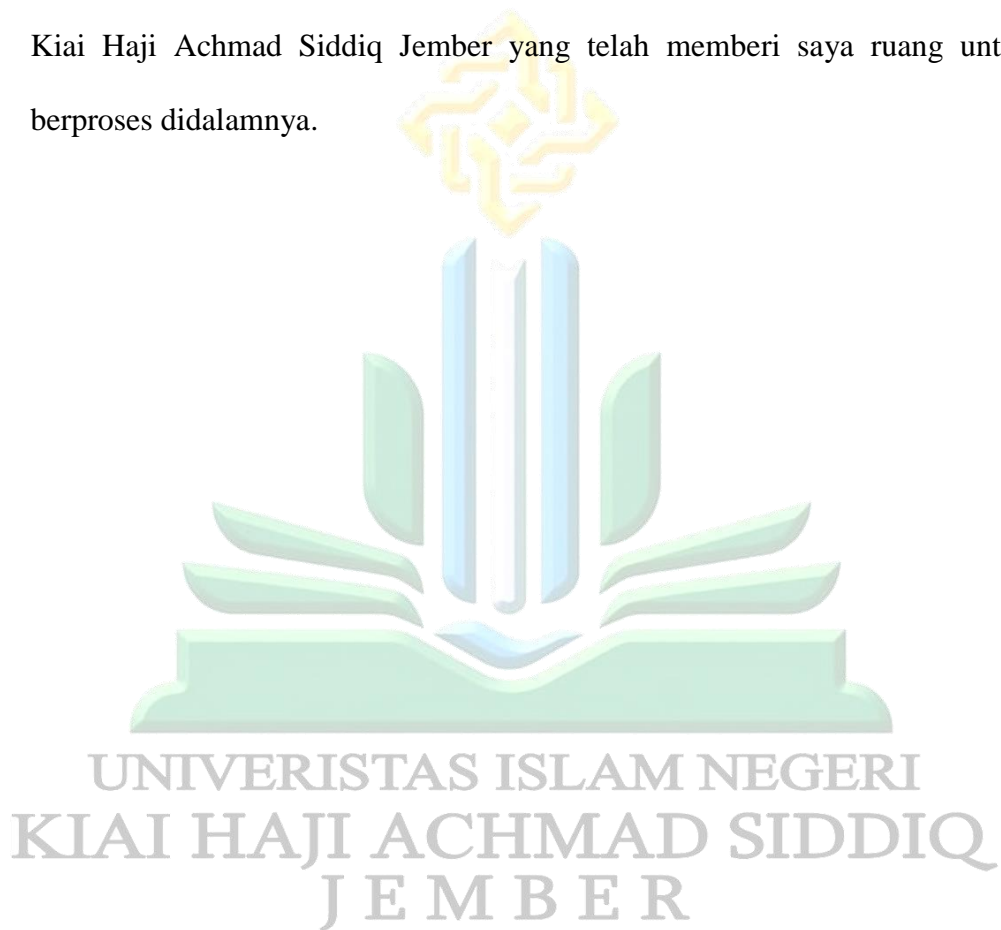 Kiai Haji Achmad Siddiq Jember yang telah memberi saya ruang unt
berproses didalamnya.
UNIVERISTAS ISLAM NEGERI
KIAI HAJI ACHMAD SIDDIQ
JEMBER